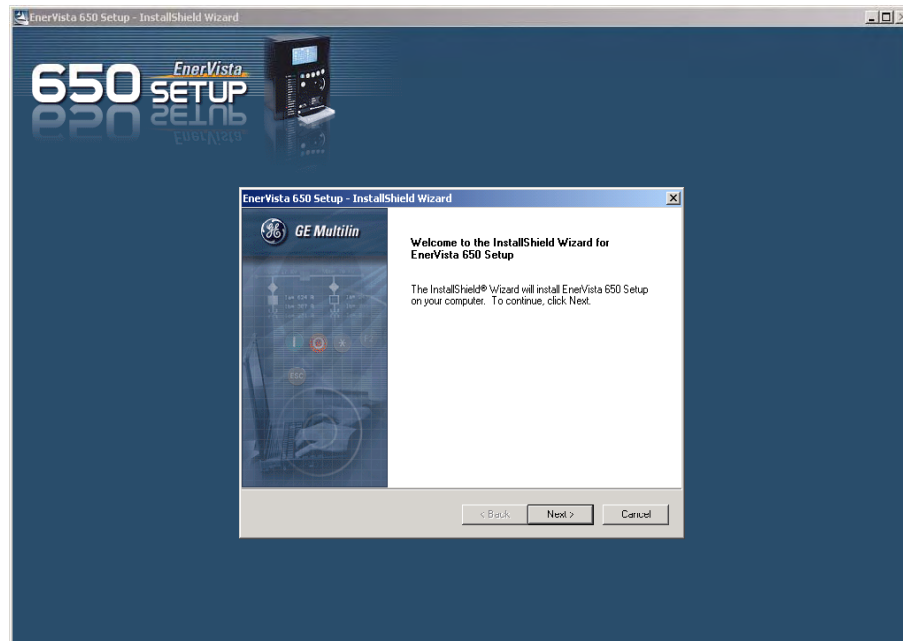 EnerVista 650 Setup - InstallShield Wizard
650 EnerVista
SETUP
EnerVista 650 Setup - InstallShield Wizard
GE Multilin
Welcome to the InstallShield Wizard for
EnerVista 650 Setup
The InstallShield® Wizard will install EnerVista 650 Setup
on your computer. To continue, click Next.
ESC
< Back
Next >
Cancel